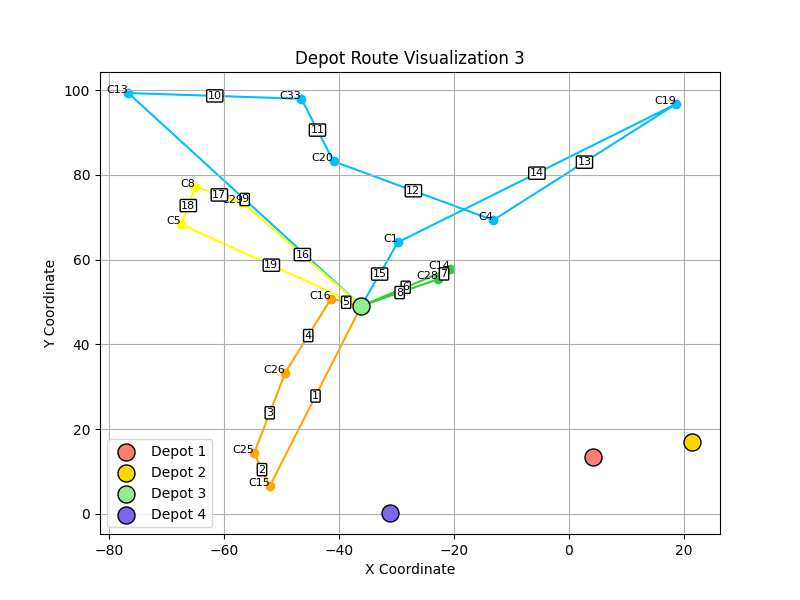 Depot Route Visualization 3
100
80
60
40
20
0
Y Coordinate
−80
−60
−40
−20
0
20
X Coordinate
C13
10
C33
C19
11
C20
14
13
C8
17
C29
9
12
18
C5
C4
C1
16
19
15
C14
C28
7
6
8
C16
5
4
C26
1
3
C25
2
C15
Depot 1
Depot 2
Depot 3
Depot 4